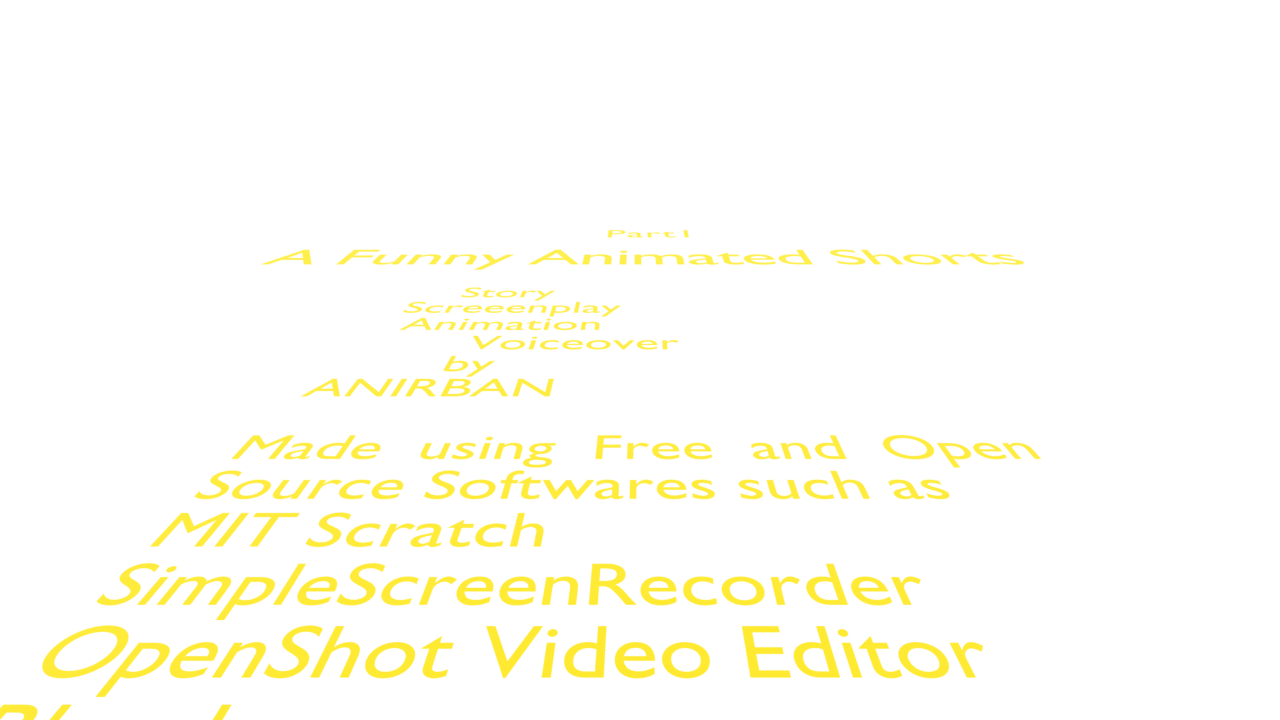 Part1
A Funny Animated Shorts
Story
Screeenplay
Animation
Voiceover
by
ANIRBAN
Made using Free and Open
Source Softwares such as
MIT Scratch
SimpleScreenRecorder
OpenShot Video Editor